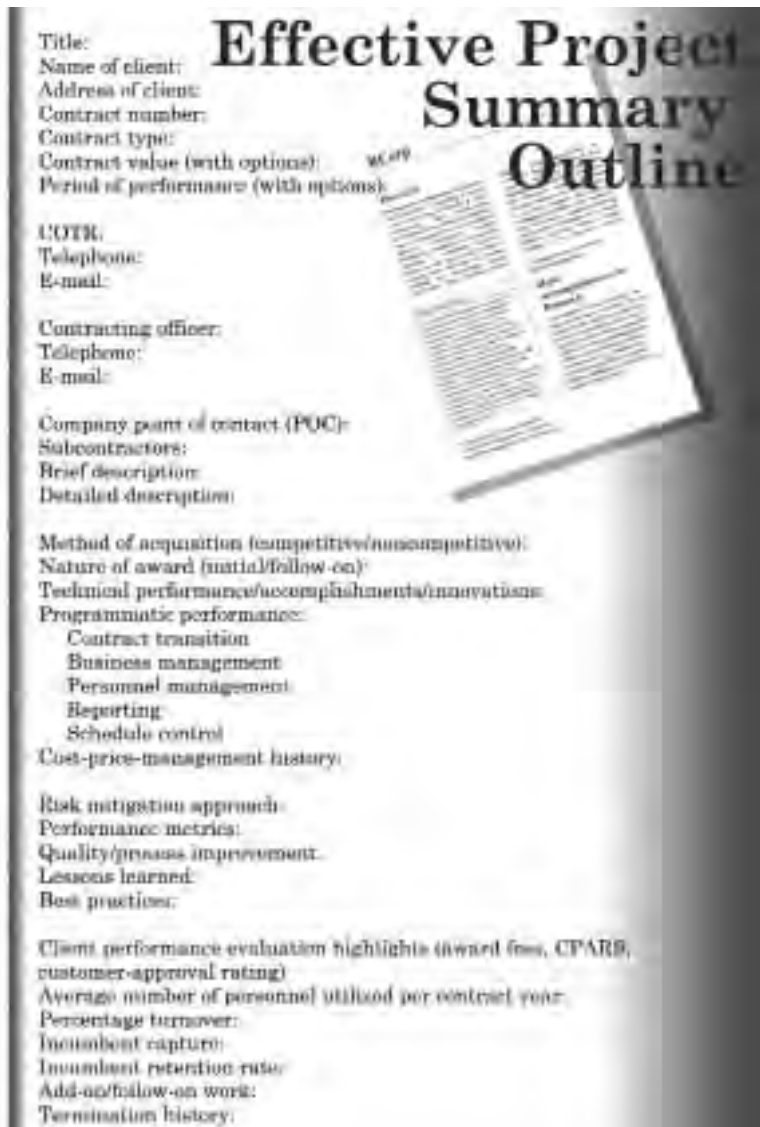 Effective Project
Summary
Outline
Title:
Name of client:
Address of client:
Contract number:
Contract type:
Contract value (with options):
Period of performance (with options):
COTR:
Telephone:
E-mail:
Contracting officer:
Telephone:
E-mail:
Company point of contact (POC):
Subcontractors:
Brief description:
Detailed description:
Method of acquisition (competitive/noncompetitive):
Nature of award (initial/follow-on)
Technical performance/accomplishments/innovations:
Programmatic performance:
Contract transition
Business management
Personnel management
Reporting
Schedule control
Cost-price-management history:
Risk mitigation approach:
Performance metrics:
Quality/process improvement:
Lessons learned:
Best practices:
Client performance evaluation highlights (award fees, CPARS,
customer-approval rating)
Average number of personnel utilized per contract year:
Percentage turnover:
Incumbent capture:
Incumbent retention rate:
Add-on/follow-on work:
Termination history: